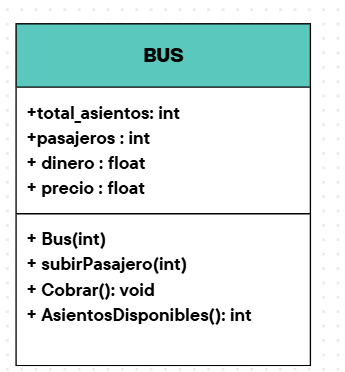 BUS
+total_asientos: int
+pasajeros : int
+ dinero : float
+ precio : float
+ Bus(int)
+ subirPasajero(int)
+ Cobrar(): void
+ AsientosDisponibles(): int